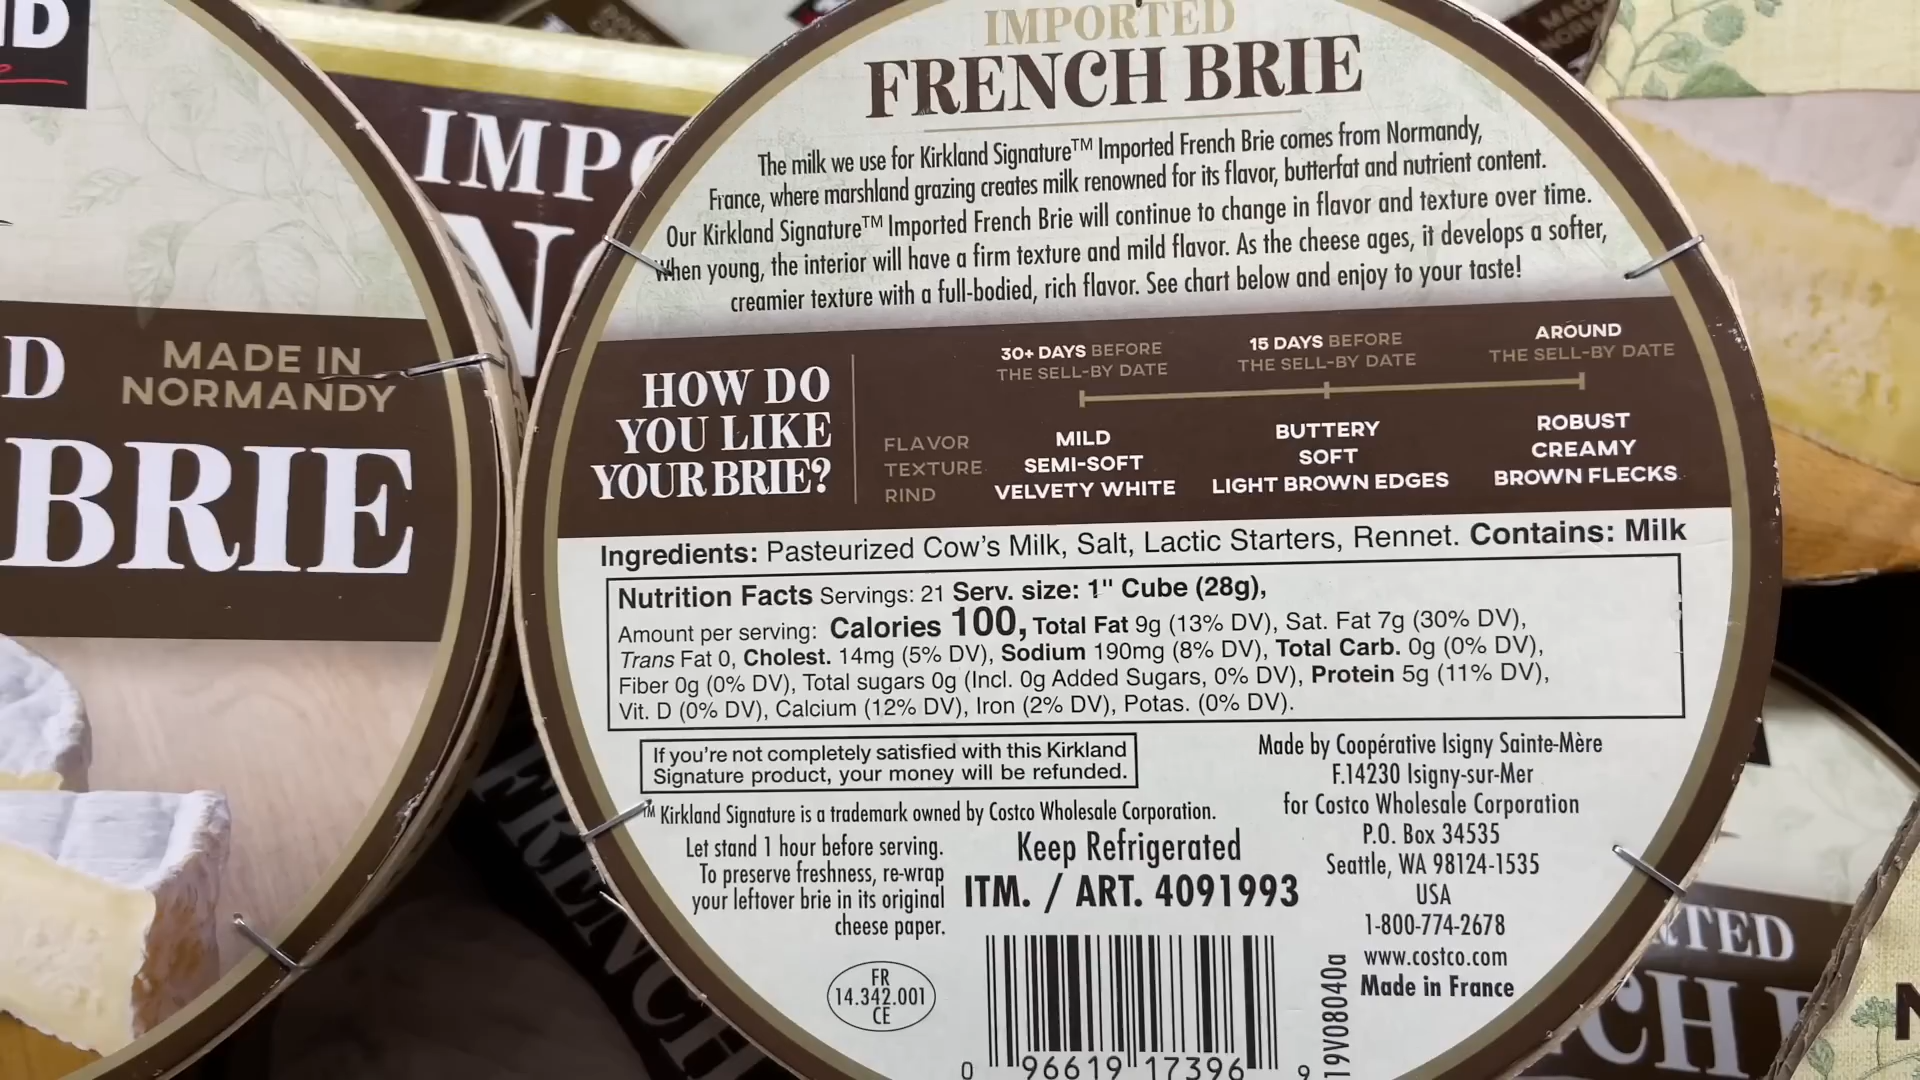 IMPORTED
FRENCH BRIE
The milk we use for Kirkland Signature™ Imported French Brie comes from Normandy,
France, where marshland grazing creates milk renowned for its flavor, butterfat and nutrient content.
Our Kirkland Signature™ Imported French Brie will continue to change in flavor and texture over time.
When young, the interior will have a firm texture and mild flavor. As the cheese ages, it develops a softer,
creamier texture with a full-bodied, rich flavor. See chart below and enjoy to your taste!
HOW DO
YOU LIKE
YOUR BRIE?
30+ DAYS BEFORE
THE SELL-BY DATE
15 DAYS BEFORE
THE SELL-BY DATE
AROUND
THE SELL-BY DATE
FLAVOR MILD BUTTERY ROBUST
TEXTURE SEMI-SOFT SOFT CREAMY
RIND VELVETY WHITE LIGHT BROWN EDGES BROWN FLECKS
Ingredients: Pasteurized Cow's Milk, Salt, Lactic Starters, Rennet. Contains: Milk
Nutrition Facts Servings: 21 Serv. size: 1" Cube (28g),
Amount per serving: Calories 100, Total Fat 9g (13% DV), Sat. Fat 7g (30% DV),
Trans Fat 0, Cholest. 14mg (5% DV), Sodium 190mg (8% DV), Total Carb. 0g (0% DV),
Fiber 0g (0% DV), Total sugars 0g (Incl. 0g Added Sugars, 0% DV), Protein 5g (11% DV),
Vit. D (0% DV), Calcium (12% DV), Iron (2% DV), Potas. (0% DV).
If you're not completely satisfied with this Kirkland
Signature product, your money will be refunded.
™ Kirkland Signature is a trademark owned by Costco Wholesale Corporation.
Let stand 1 hour before serving.
To preserve freshness, re-wrap
your leftover brie in its original
cheese paper.
Keep Refrigerated
ITM. / ART. 4091993
Made by Coopérative Isigny Sainte-Mère
F.14230 Isigny-sur-Mer
for Costco Wholesale Corporation
P.O. Box 34535
Seattle, WA 98124-1535
USA
1-800-774-2678
www.costco.com
Made in France
FR
14.342.001
CE
0 96619 17396 9
19V08040a
MADE IN
NORMANDY
BRIE
FRENCH